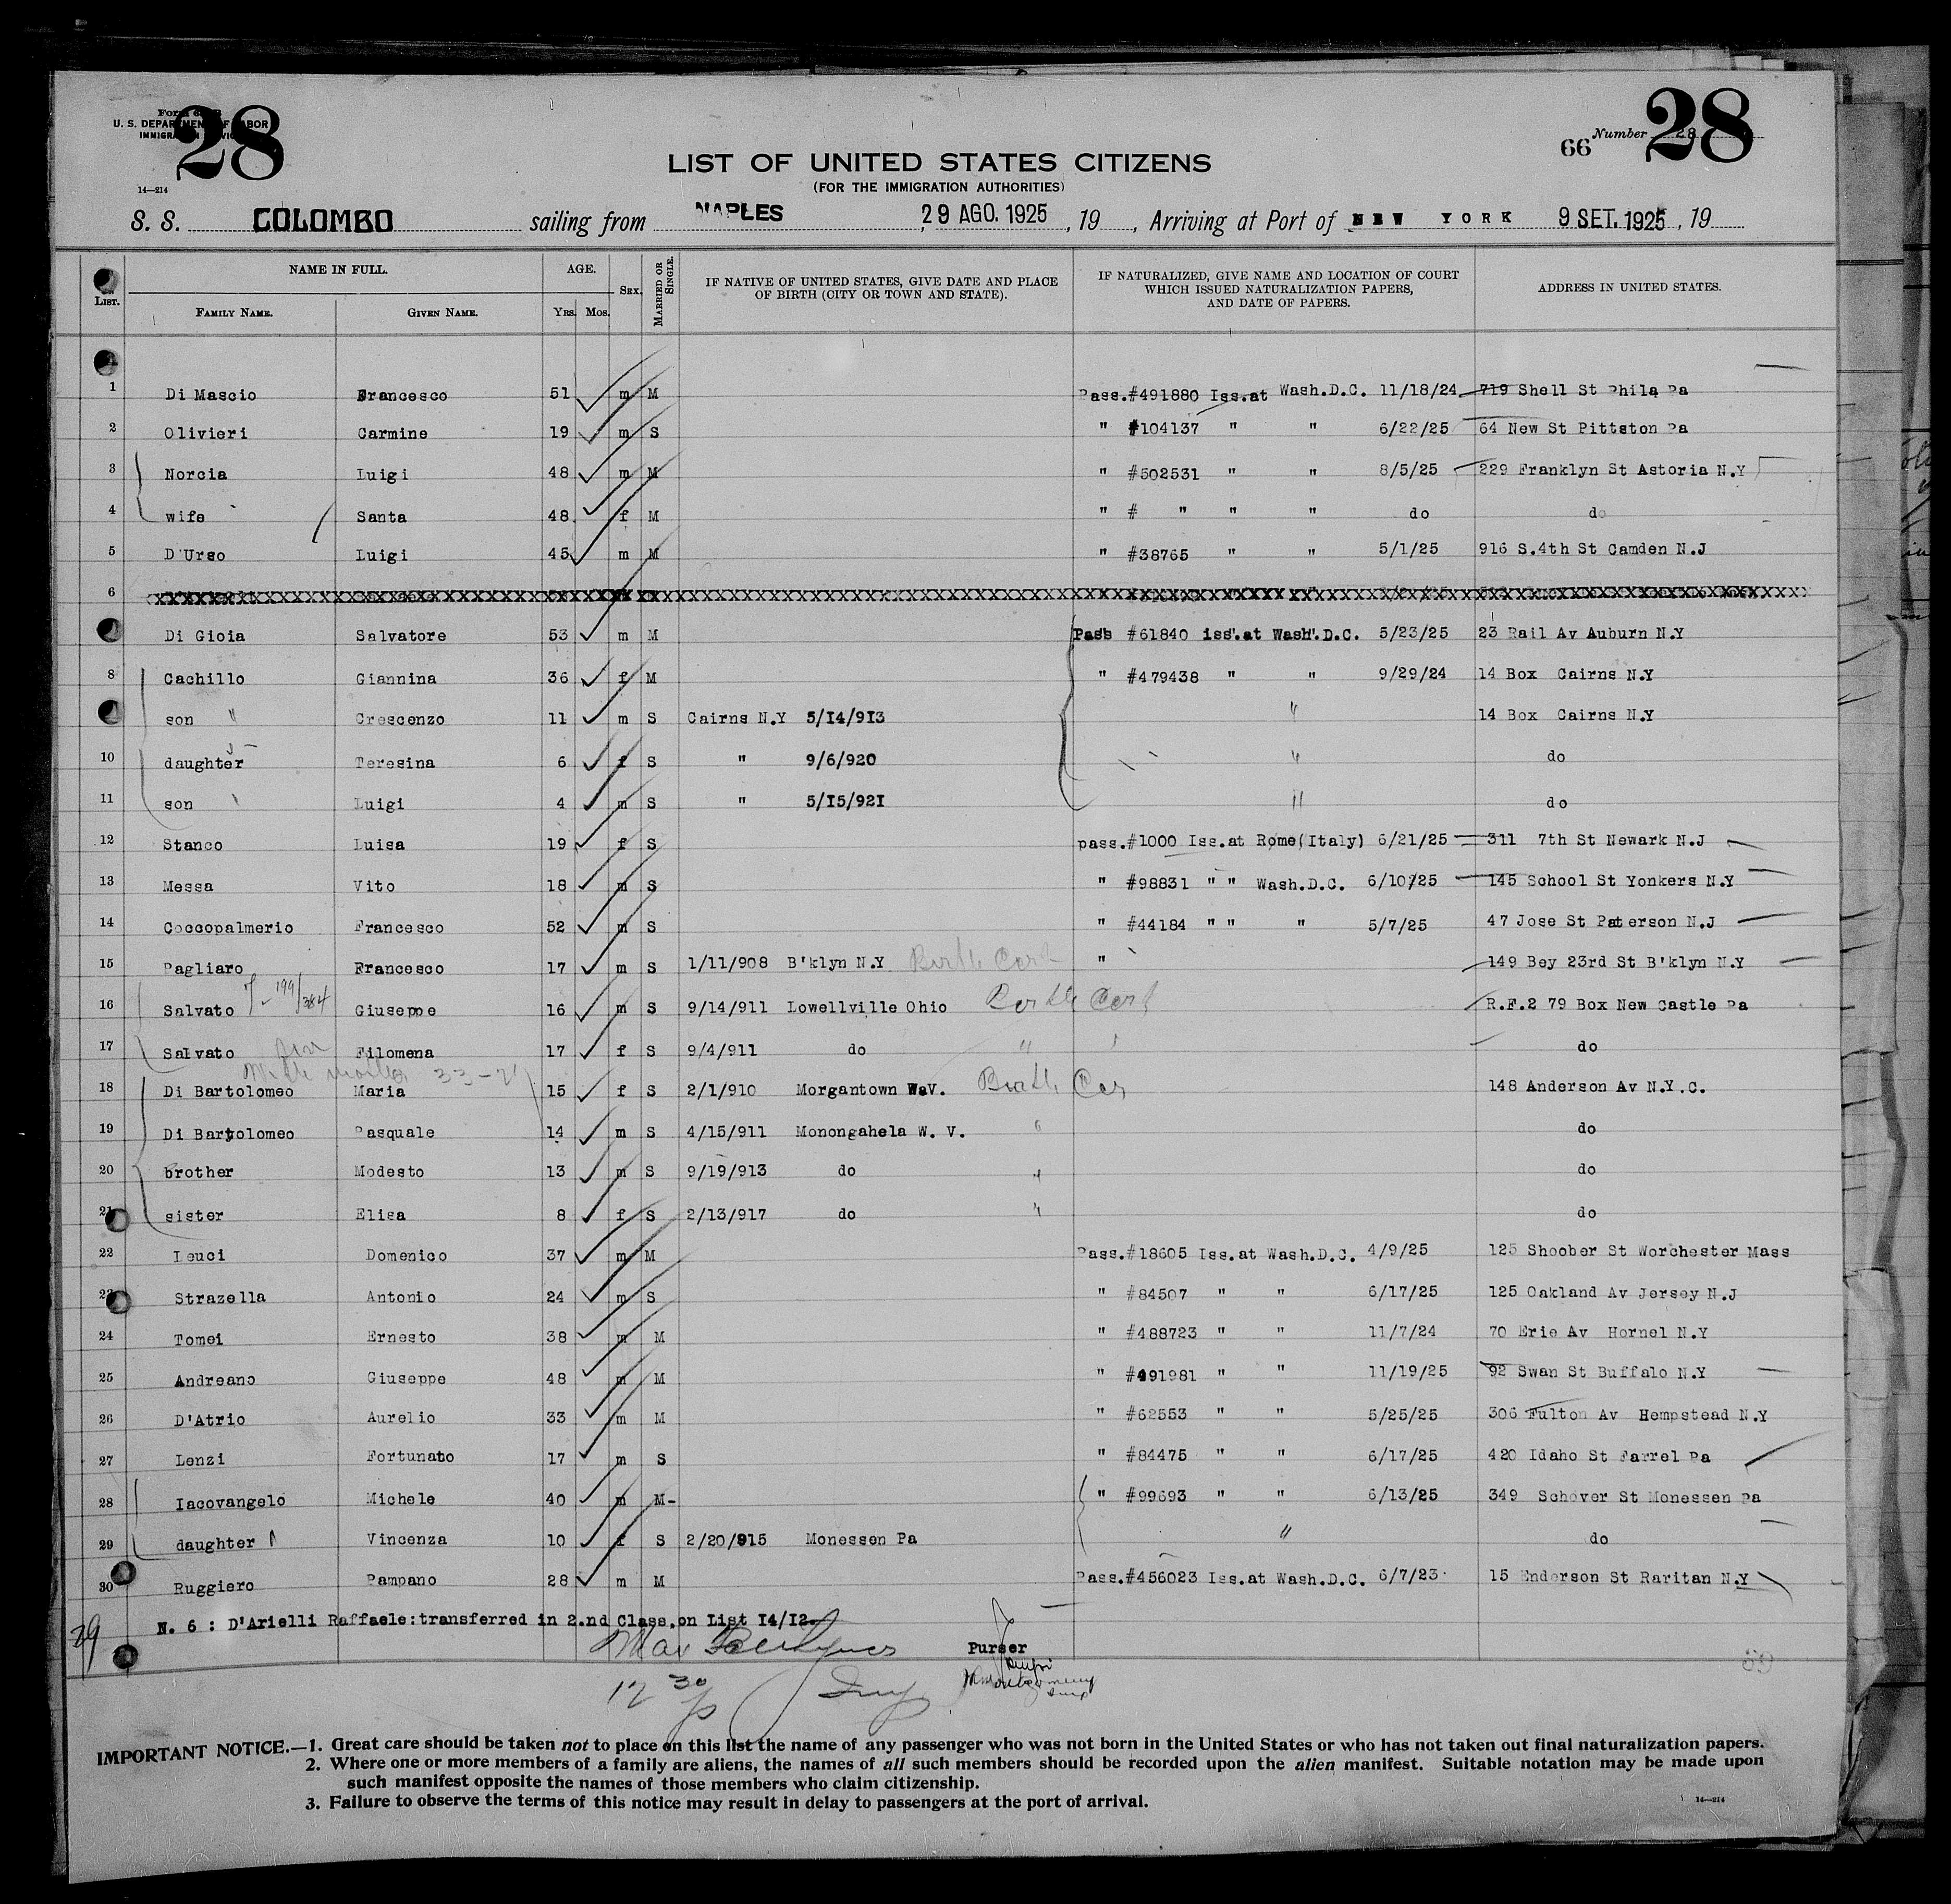 28
U. S. DEPARTMENT OF LABOR
14—214
66 Number 28
28
LIST OF UNITED STATES CITIZENS
(FOR THE IMMIGRATION AUTHORITIES)
S. S. COLOMBO sailing from NAPLES 29 AGO. 1925, 19 , Arriving at Port of NEW YORK 9 SET. 1925, 19
LIST. NAME IN FULL. AGE. SEX. MARRIED OR SINGLE. IF NATIVE OF UNITED STATES, GIVE DATE AND PLACE OF BIRTH (CITY OR TOWN AND STATE). IF NATURALIZED, GIVE NAME AND LOCATION OF COURT WHICH ISSUED NATURALIZATION PAPERS, AND DATE OF PAPERS. ADDRESS IN UNITED STATES.
FAMILY NAME. GIVEN NAME. YRS. MOS.
1 Di Mascio Francesco 51 m M Pass.#491880 Iss.at Wash.D.C. 11/18/24 719 Shell St Phila Pa
2 Olivieri Carmine 19 m S " #104137 " " 6/22/25 64 New St Pittston Pa
3 Norcia Luigi 48 m M " #502531 " " 8/5/25 229 Franklyn St Astoria N.Y
4 wife Santa 48 f M " # " " " do do
5 D'Urso Luigi 45 m M " #38765 " " 5/1/25 916 S.4th St Camden N.J
6
Di Gioia Salvatore 53 m M Pass #61840 iss.at Wash.D.C. 5/23/25 23 Rail Av Auburn N.Y
8 Cachillo Giannina 36 f M " #479438 " " 9/29/24 14 Box Cairns N.Y
son " Crescenzo 11 m S Cairns N.Y 5/14/913 " 14 Box Cairns N.Y
10 daughter Teresina 6 f S " 9/6/920 " do
11 son Luigi 4 m S " 5/15/921 " do
12 Stanco Luisa 19 f S pass.#1000 Iss.at Rome(Italy) 6/21/25 311 7th St Newark N.J
13 Messa Vito 18 m S " #98831 " " Wash.D.C. 6/10/25 145 School St Yonkers N.Y
14 Coccopalmerio Francesco 52 m S " #44184 " " " 5/7/25 47 Jose St Paterson N.J
15 Pagliaro Francesco 17 m S 1/11/908 B'klyn N.Y Birth Cert " 149 Bey 23rd St B'klyn N.Y
16 Salvato Giuseppe 16 m S 9/14/911 Lowellville Ohio Birth Cert R.F.2 79 Box New Castle Pa
17 Salvato Filomena 17 f S 9/4/911 do " do
18 Di Bartolomeo Maria 15 f S 2/1/910 Morgantown W.V. Birth Cer 148 Anderson Av N.Y.C.
19 Di Bartolomeo Pasquale 14 m S 4/15/911 Monongahela W. V. " do
20 brother Modesto 13 m S 9/19/913 do " do
21 sister Elisa 8 f S 2/13/917 do " do
22 Leuci Domenico 37 m M Pass.#18605 Iss.at Wash.D.C. 4/9/25 125 Shoober St Worchester Mass
23 Strazella Antonio 24 m S " #84507 " " 6/17/25 125 Oakland Av Jersey N.J
24 Tomei Ernesto 38 m M " #488723 " " 11/7/24 70 Erie Av Hornel N.Y
25 Andreano Giuseppe 48 m M " #491981 " " 11/19/25 92 Swan St Buffalo N.Y
26 D'Atrio Aurelio 33 m M " #62553 " " 5/25/25 306 Fulton Av Hempstead N.Y
27 Lenzi Fortunato 17 m S " #84475 " " 6/17/25 420 Idaho St Farrel Pa
28 Iacovangelo Michele 40 m M- " #99693 " " 6/13/25 349 Schover St Monessen Pa
29 daughter Vincenza 10 f S 2/20/915 Monessen Pa " do
30 Ruggiero Pampano 28 m M Pass.#456023 Iss.at Wash.D.C. 6/7/23 15 Enderson St Raritan N.Y
29 N. 6 : D'Arielli Raffaele:transferred in 2.nd Class.on List 14/12.
Purser
59
12 30 p
IMPORTANT NOTICE.—1. Great care should be taken not to place on this list the name of any passenger who was not born in the United States or who has not taken out final naturalization papers.
2. Where one or more members of a family are aliens, the names of all such members should be recorded upon the alien manifest. Suitable notation may be made upon
such manifest opposite the names of those members who claim citizenship.
3. Failure to observe the terms of this notice may result in delay to passengers at the port of arrival.
14—214